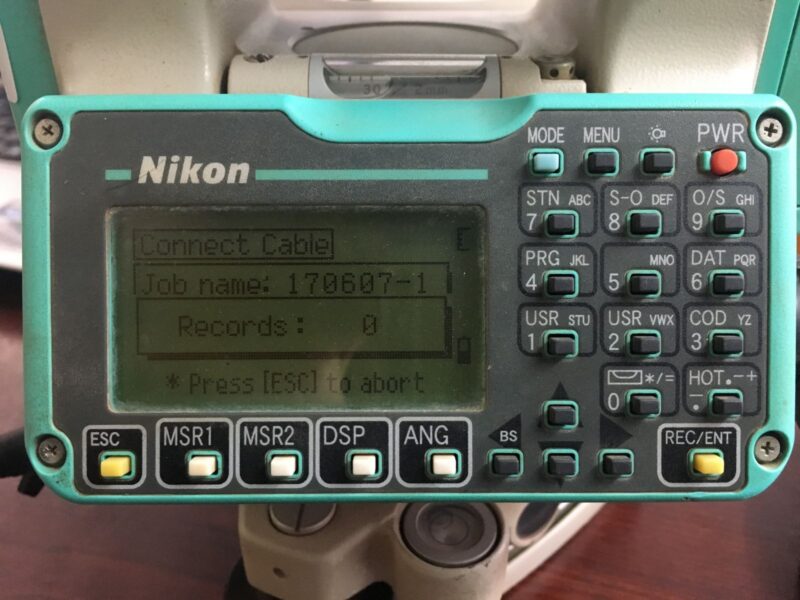 30" 2mm
Nikon
Connect Cable
Job name: 170607-1
Records: 0
* Press [ESC] to abort
MODE MENU PWR
STN ABC S-O DEF O/S GHI
7 8 9
PRG JKL MNO DAT PQR
4 5 6
USR STU USR VWX COD YZ
1 2 3
*/= HOT.-+
0 -.
ESC MSR1 MSR2 DSP ANG BS REC/ENT